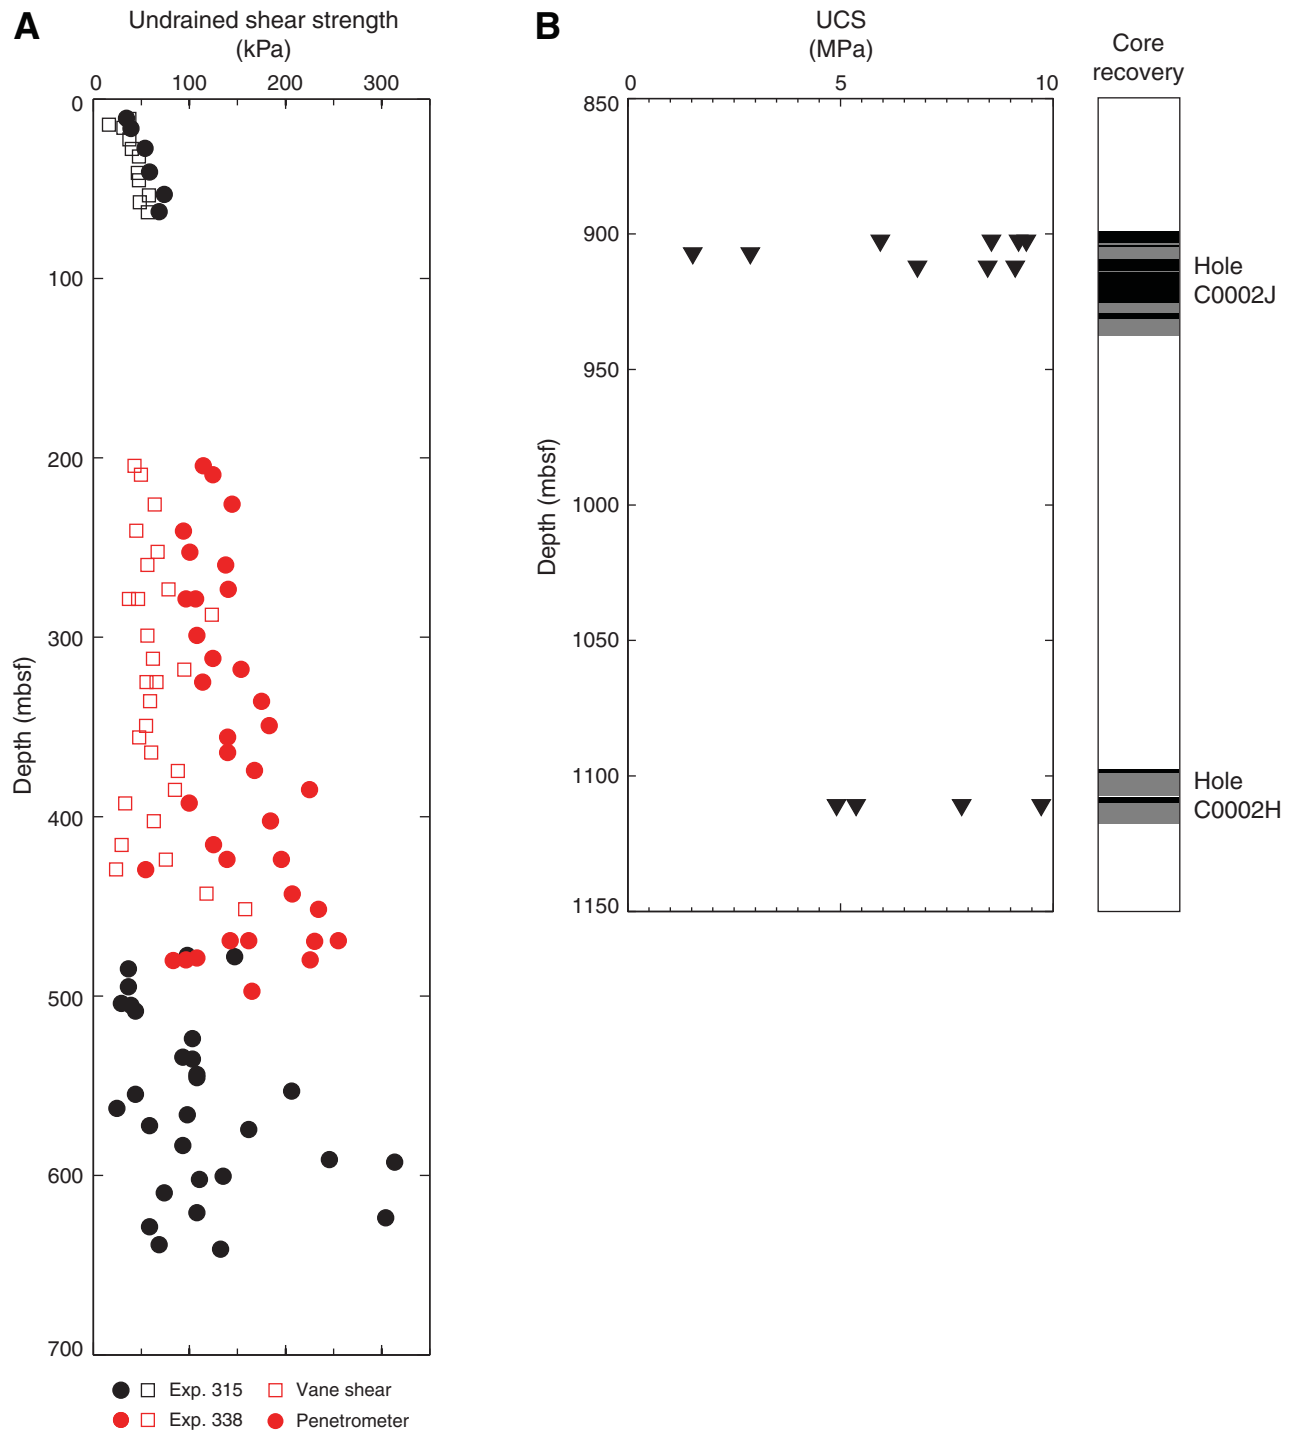 A
Undrained shear strength
(kPa)
0 100 200 300
0
100
200
300
400
500
600
700
Depth (mbsf)
Exp. 315
Vane shear
Exp. 338
Penetrometer
B
UCS
(MPa)
0 5 10
850
900
950
1000
1050
1100
1150
Depth (mbsf)
Core
recovery
Hole
C0002J
Hole
C0002H